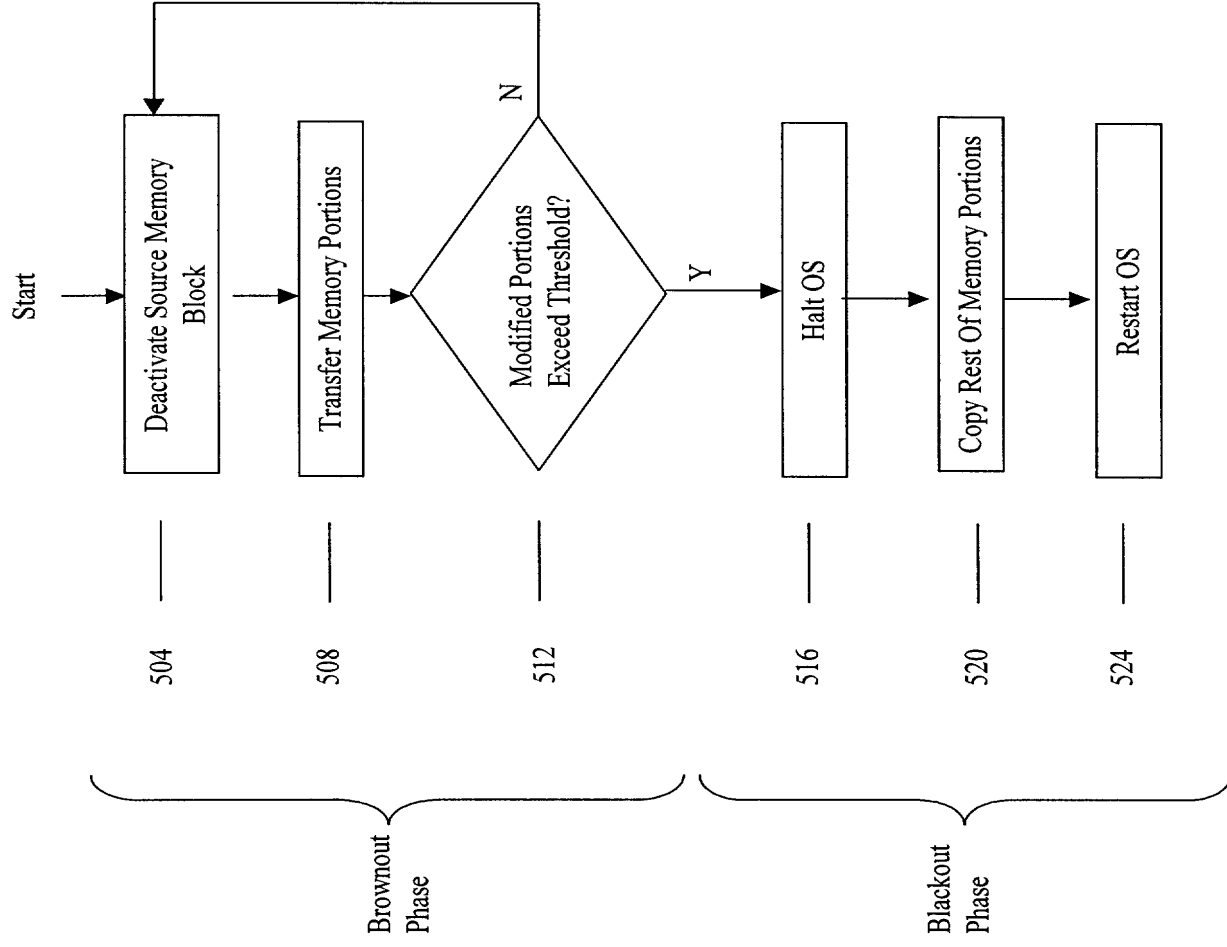 Start
Deactivate Source Memory
Block
504
Transfer Memory Portions
508
Modified Portions
Exceed Threshold?
N
Y
512
Brownout
Phase
Halt OS
516
Copy Rest Of Memory Portions
520
Restart OS
524
Blackout
Phase